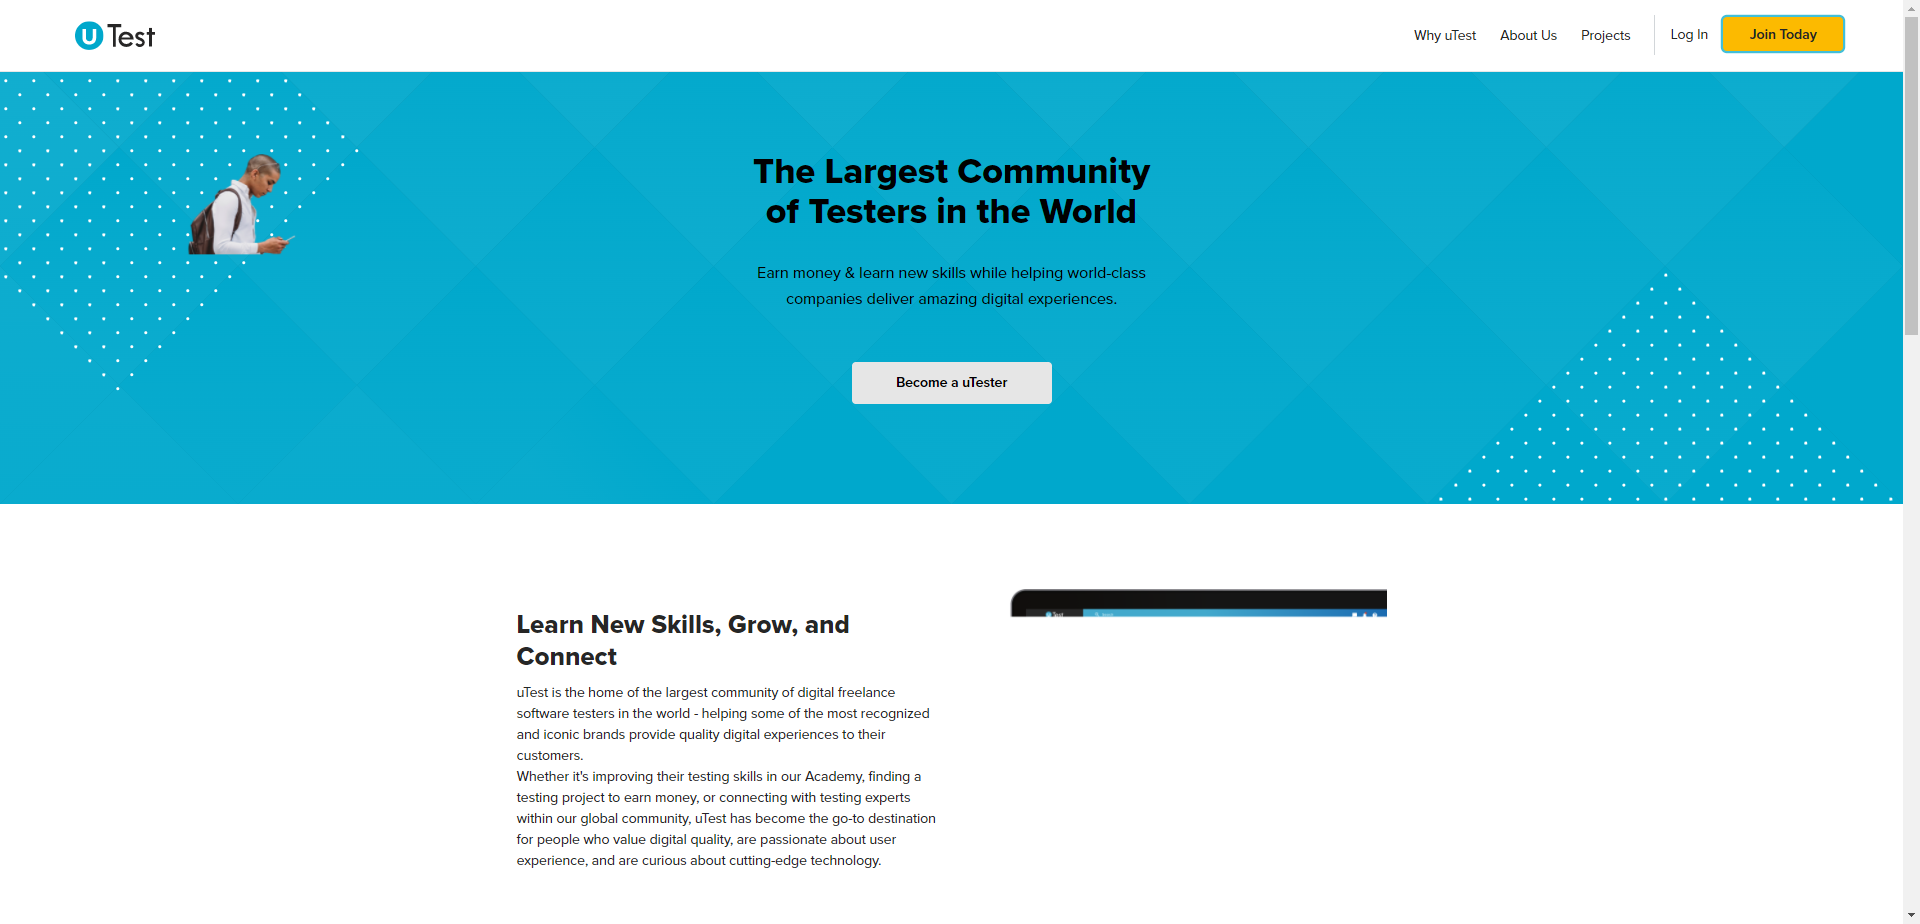 uTest
Why uTest
About Us
Projects
Log In
Join Today
The Largest Community
of Testers in the World
Earn money & learn new skills while helping world-class
companies deliver amazing digital experiences.
Become a uTester
Learn New Skills, Grow, and
Connect
uTest is the home of the largest community of digital freelance
software testers in the world - helping some of the most recognized
and iconic brands provide quality digital experiences to their
customers.
Whether it's improving their testing skills in our Academy, finding a
testing project to earn money, or connecting with testing experts
within our global community, uTest has become the go-to destination
for people who value digital quality, are passionate about user
experience, and are curious about cutting-edge technology.